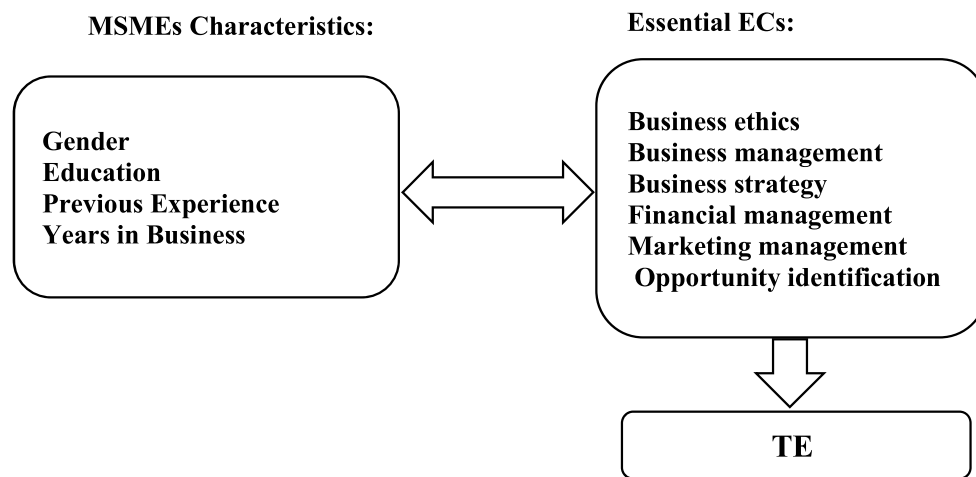 MSMEs Characteristics:
Gender
Education
Previous Experience
Years in Business
Essential ECs:
Business ethics
Business management
Business strategy
Financial management
Marketing management
Opportunity identification
TE